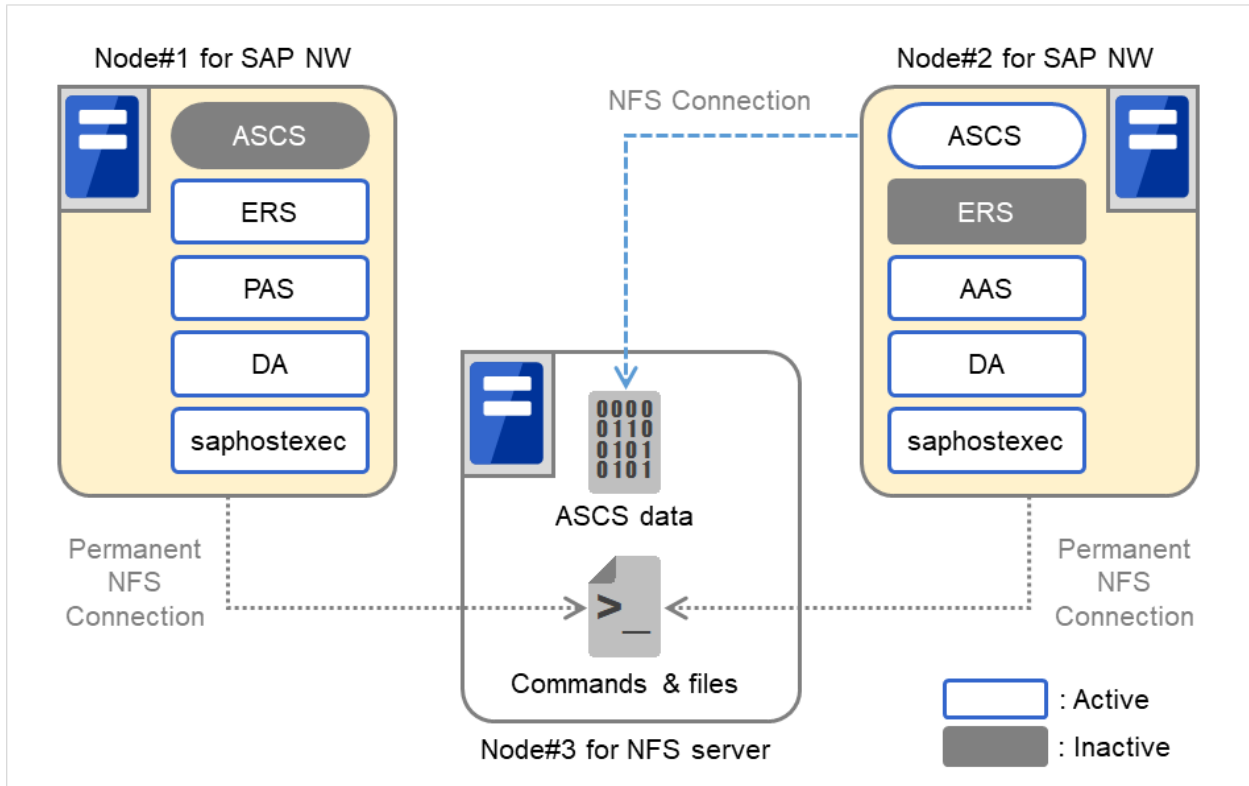 Node#1 for SAP NW
ASCS
ERS
PAS
DA
saphostexec
Permanent
NFS
Connection
NFS Connection
Node#2 for SAP NW
ASCS
ERS
AAS
DA
saphostexec
Permanent
NFS
Connection
0000
0110
0101
0101
ASCS data
>_
Commands & files
Node#3 for NFS server
: Active
: Inactive